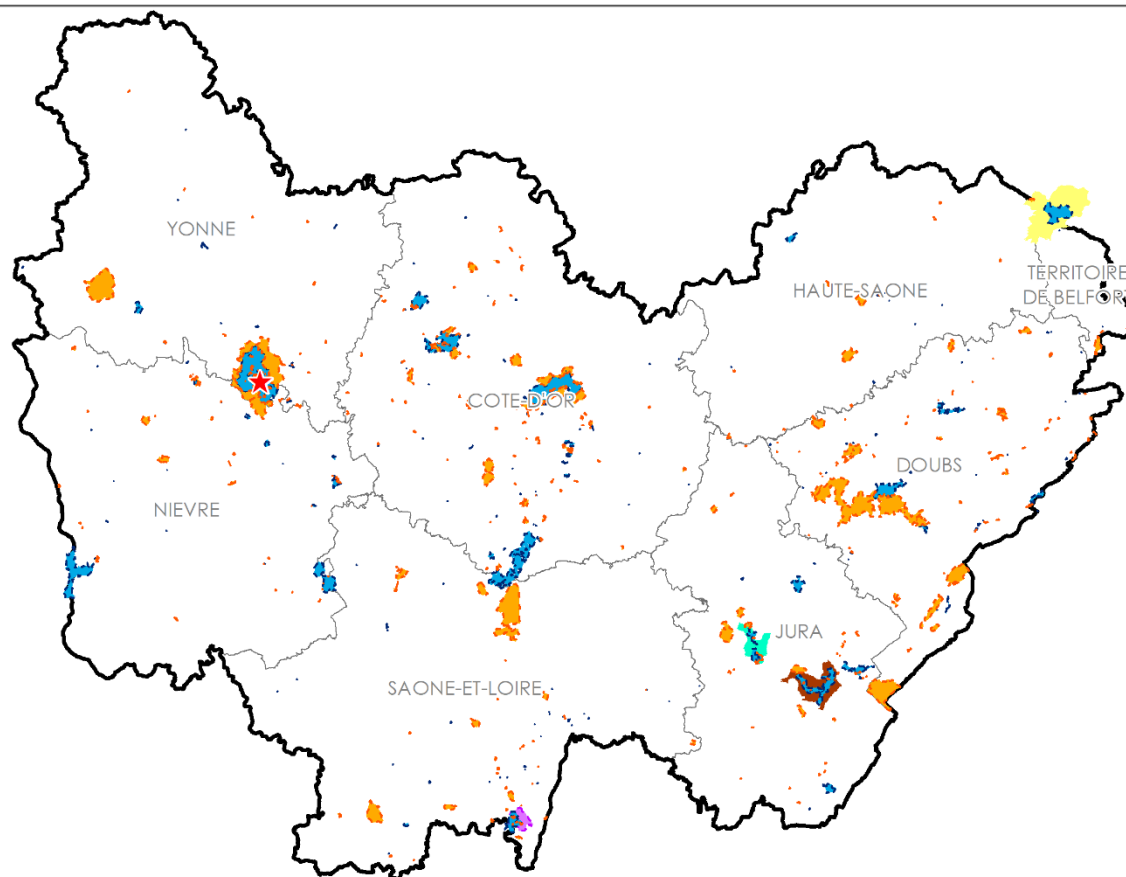 YONNE
TERRITOIRE
DE BELFORT
HAUTE-SAONE
COTE-D'OR
DOUBS
NIEVRE
JURA
SAONE-ET-LOIRE